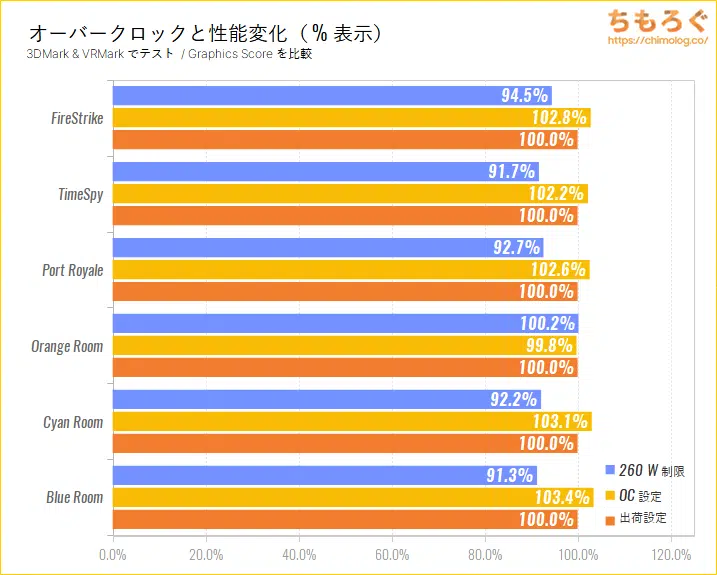 オーバークロックと性能変化（% 表示）
ちもろぐ
https://chimolog.co/
3DMark & VRMark でテスト / Graphics Score を比較
94.5%
FireStrike 102.8%
100.0%
91.7%
TimeSpy 102.2%
100.0%
92.7%
Port Royale 102.6%
100.0%
100.2%
Orange Room 99.8%
100.0%
92.2%
Cyan Room 103.1%
100.0%
91.3%
Blue Room 103.4%
100.0%
260 W 制限
OC 設定
出荷設定
0.0% 20.0% 40.0% 60.0% 80.0% 100.0% 120.0%